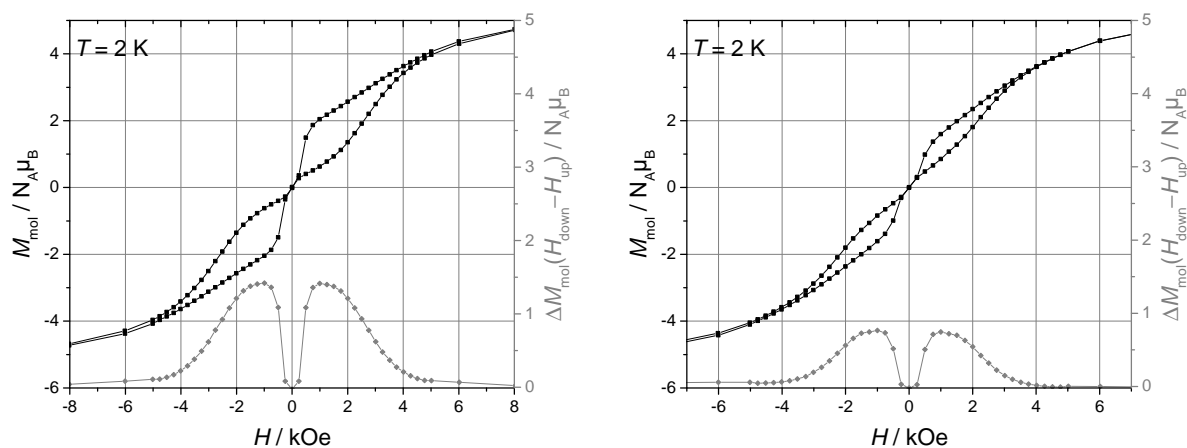 T = 2 K
M_mol / N_Aμ_B
4
2
0
-2
-4
-6
5
4
3
2
1
0
ΔM_mol(H_down−H_up) / N_Aμ_B
-8 -6 -4 -2 0 2 4 6 8
H / kOe
T = 2 K
M_mol / N_Aμ_B
4
2
0
-2
-4
-6
5
4
3
2
1
0
ΔM_mol(H_down−H_up) / N_Aμ_B
-6 -4 -2 0 2 4 6
H / kOe